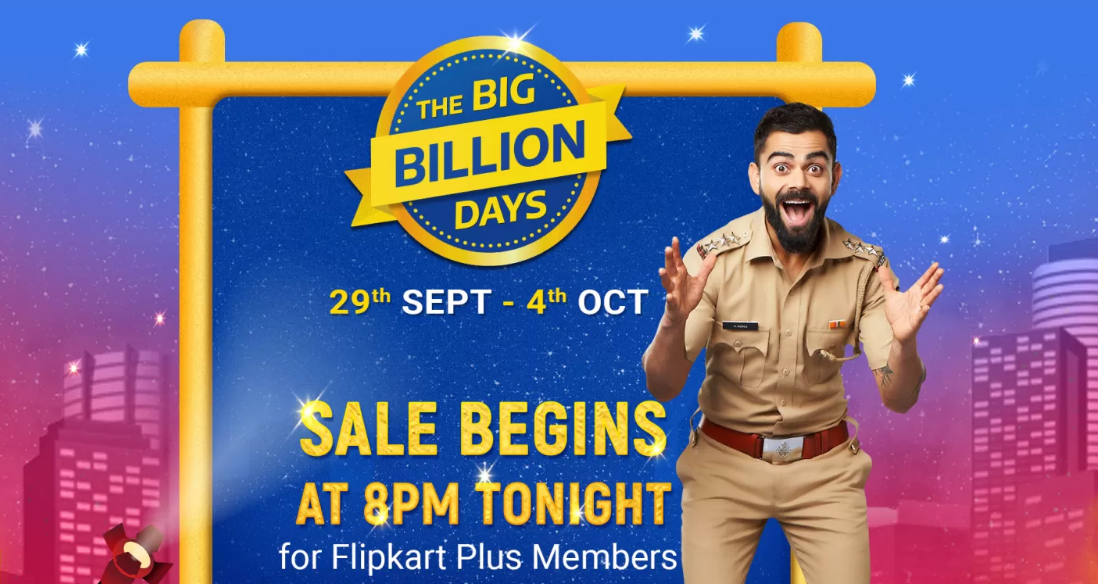 THE BIG
BILLION
DAYS
29th SEPT - 4th OCT
SALE BEGINS
AT 8PM TONIGHT
for Flipkart Plus Members